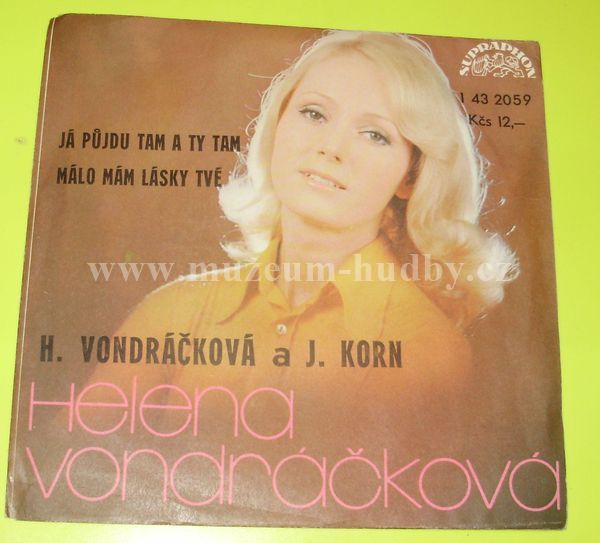 SUPRAPHON
1 43 2059
Kčs 12,—
JÁ PŮJDU TAM A TY TAM
MÁLO MÁM LÁSKY TVÉ
www.muzeum-hudby.cz
H. VONDRÁČKOVÁ a J. KORN
Helena
vondráčková